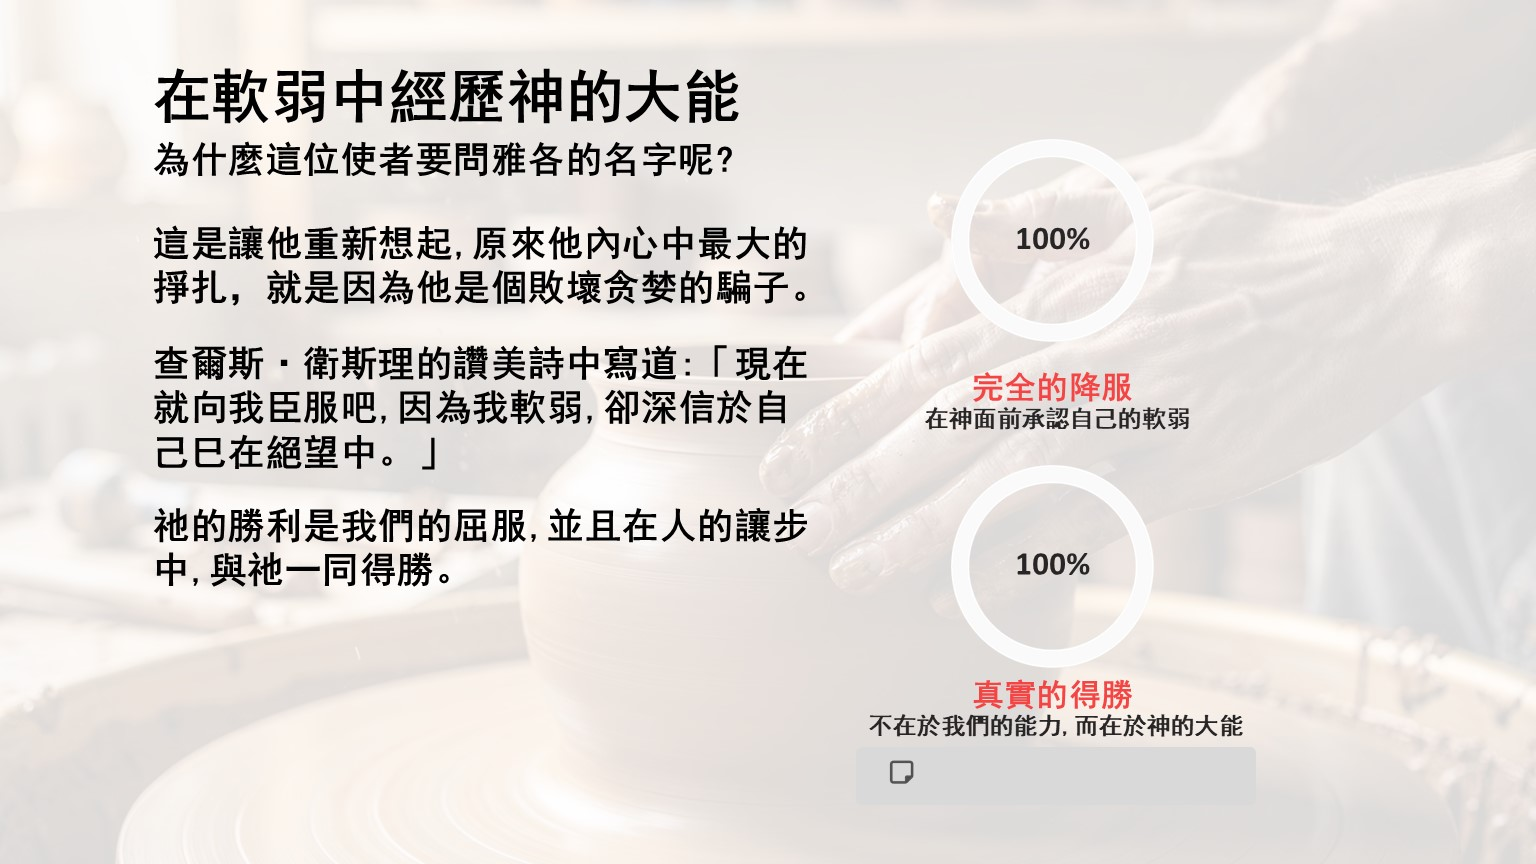 在軟弱中經歷神的大能
為什麼這位使者要問雅各的名字呢?
這是讓他重新想起,原來他內心中最大的
掙扎，就是因為他是個敗壞贪婪的騙子。
查爾斯·衛斯理的讚美詩中寫道:「現在
就向我臣服吧,因為我軟弱,卻深信於自
己巳在絕望中。」
祂的勝利是我們的屈服,並且在人的讓步
中,與祂一同得勝。
100%
完全的降服
在神面前承認自己的軟弱
100%
真實的得勝
不在於我們的能力,而在於神的大能